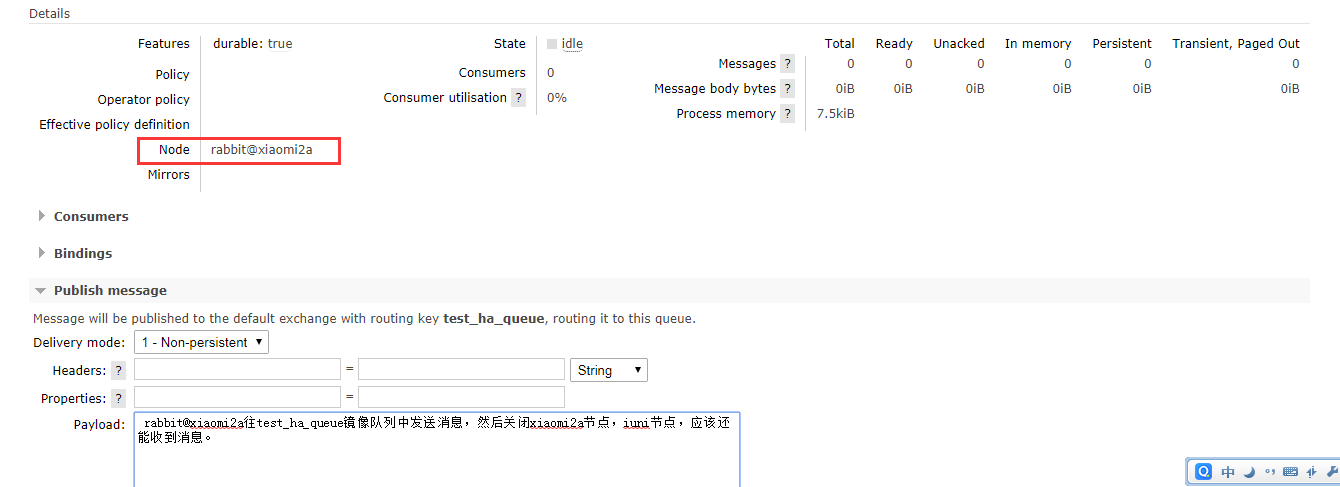 Details
Features durable: true
Policy
Operator policy
Effective policy definition
Node rabbit@xiaomi2a
Mirrors
State idle
Consumers 0
Consumer utilisation ? 0%
Total Ready Unacked In memory Persistent Transient, Paged Out
Messages ? 0 0 0 0 0 0
Message body bytes ? 0iB 0iB 0iB 0iB 0iB 0iB
Process memory ? 7.5kiB
Consumers
Bindings
Publish message
Message will be published to the default exchange with routing key test_ha_queue, routing it to this queue.
Delivery mode: 1 - Non-persistent
Headers: ? = String
Properties: ? =
Payload: rabbit@xiaomi2a往test_ha_queue镜像队列中发送消息，然后关闭xiaomi2a节点，iuni节点，应该还
能收到消息。
中